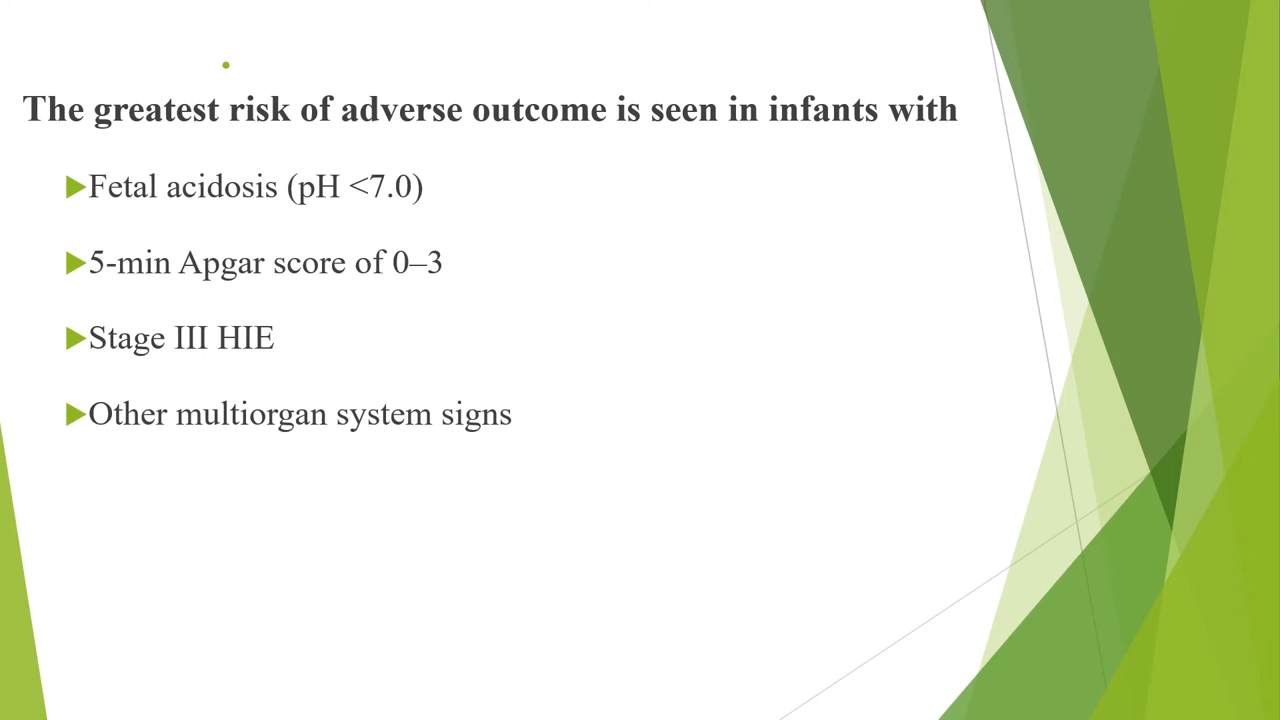 The greatest risk of adverse outcome is seen in infants with
Fetal acidosis (pH <7.0)
5-min Apgar score of 0–3
Stage III HIE
Other multiorgan system signs